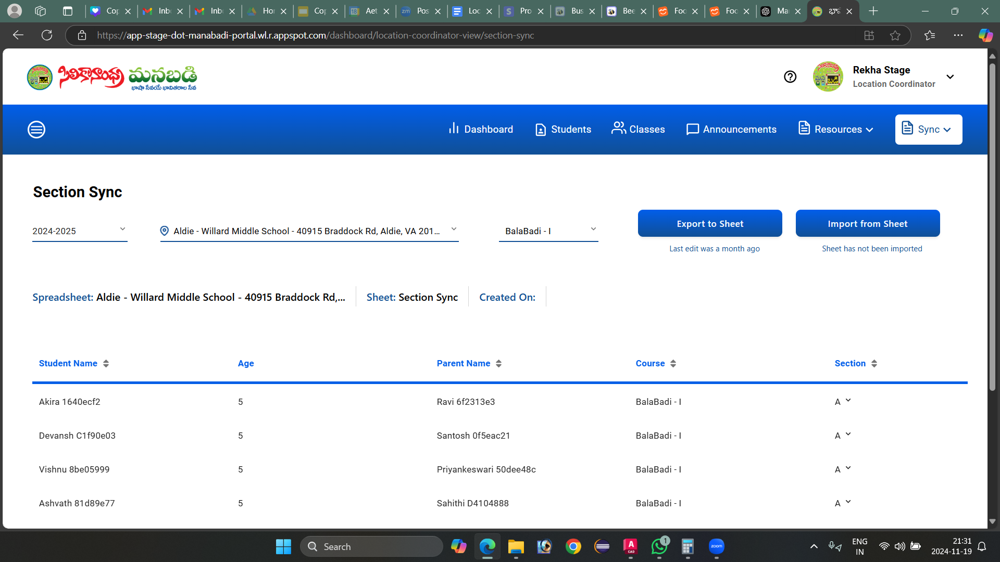 Cop
Inb
Inb
Hor
Cop
Aet
Pos
Loc
Pro
Bus
Bee
Foo
Foo
Ma
https://app-stage-dot-manabadi-portal.wl.r.appspot.com/dashboard/location-coordinator-view/section-sync
సిలికానాంధ్ర మనబడి
భాషా సేవయే భావితరాల సేవ
Rekha Stage
Location Coordinator
Dashboard
Students
Classes
Announcements
Resources
Sync
Section Sync
2024-2025
Aldie - Willard Middle School - 40915 Braddock Rd, Aldie, VA 201...
BalaBadi - I
Export to Sheet
Import from Sheet
Last edit was a month ago
Sheet has not been imported
Spreadsheet: Aldie - Willard Middle School - 40915 Braddock Rd,...
Sheet: Section Sync
Created On:
Student Name Age Parent Name Course Section
Akira 1640ecf2 5 Ravi 6f2313e3 BalaBadi - I A
Devansh C1f90e03 5 Santosh 0f5eac21 BalaBadi - I A
Vishnu 8be05999 5 Priyankeswari 50dee48c BalaBadi - I A
Ashvath 81d89e77 5 Sahithi D4104888 BalaBadi - I A
Search
1
zoom
ENG
IN
21:31
2024-11-19